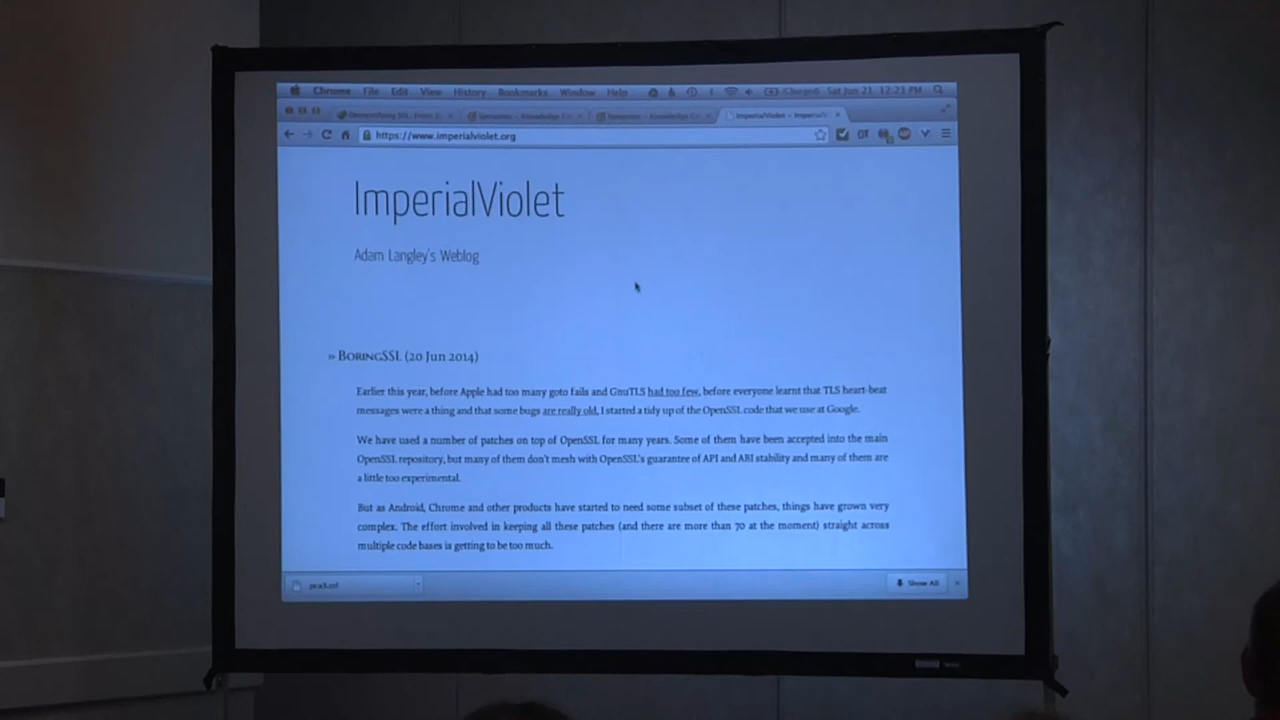 Chrome File Edit View History Bookmarks Window Help Sat Jun 21 12:23 PM
ImperialViolet - ImperialVi
https://www.imperialviolet.org
ImperialViolet
Adam Langley's Weblog
» BoringSSL (20 Jun 2014)
Earlier this year, before Apple had too many goto fails and GnuTLS had too few, before everyone learnt that TLS heart-beat
messages were a thing and that some bugs are really old, I started a tidy up of the OpenSSL code that we use at Google.
We have used a number of patches on top of OpenSSL for many years. Some of them have been accepted into the main
OpenSSL repository, but many of them don't mesh with OpenSSL's guarantee of API and ABI stability and many of them are
a little too experimental.
But as Android, Chrome and other products have started to need some subset of these patches, things have grown very
complex. The effort involved in keeping all these patches (and there are more than 70 at the moment) straight across
multiple code bases is getting to be too much.
Show All